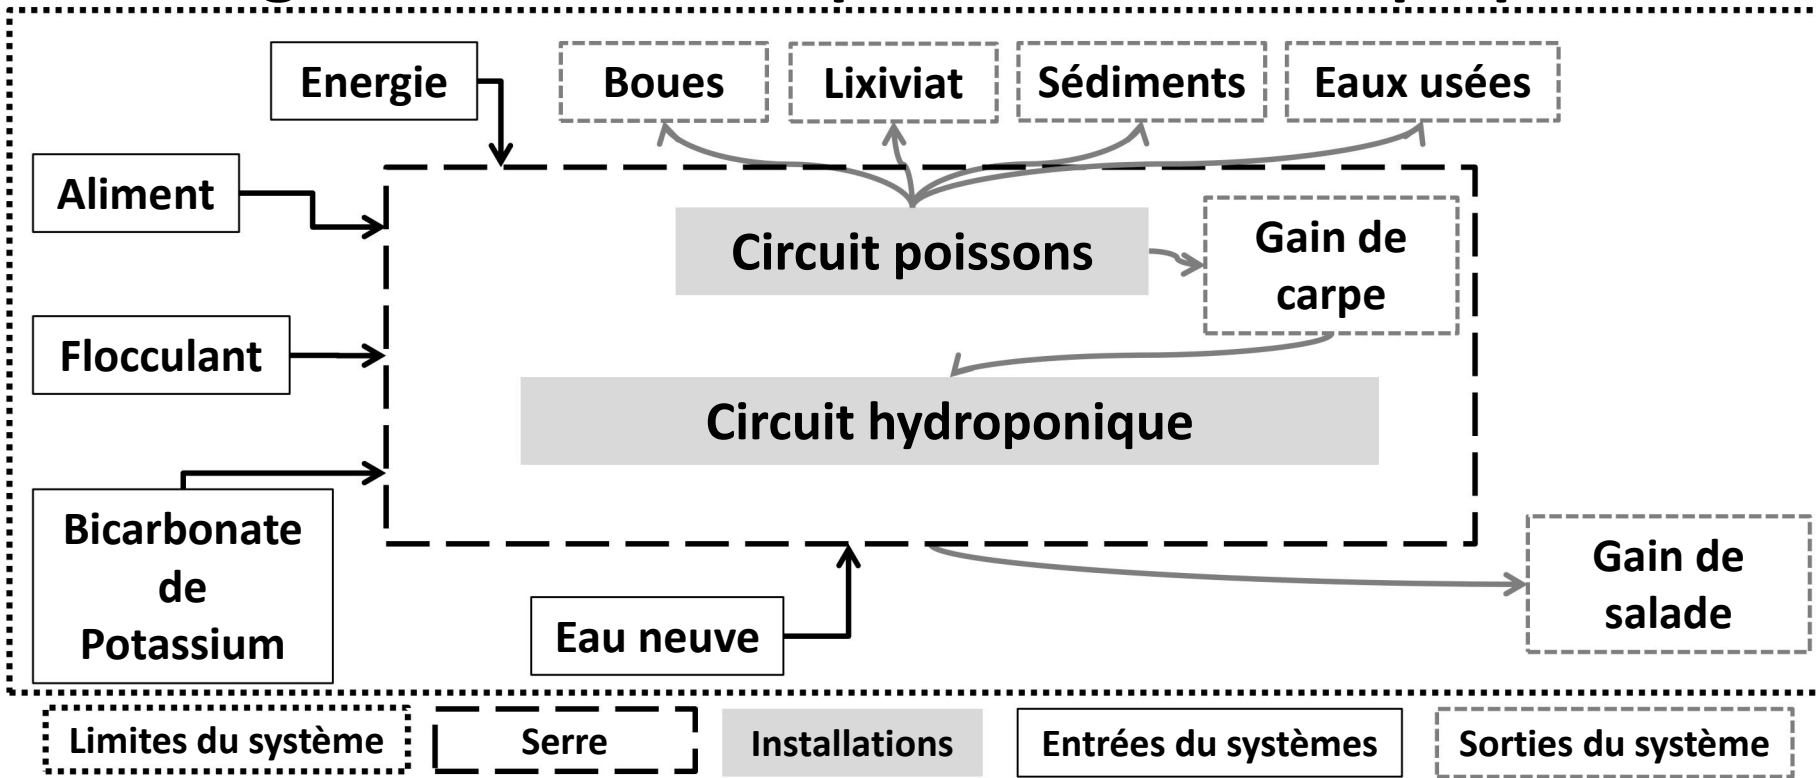 Energie
Boues
Lixiviat
Sédiments
Eaux usées
Aliment
Circuit poissons
Gain de
carpe
Flocculant
Circuit hydroponique
Bicarbonate
de
Potassium
Eau neuve
Gain de
salade
Limites du système
Serre
Installations
Entrées du systèmes
Sorties du système